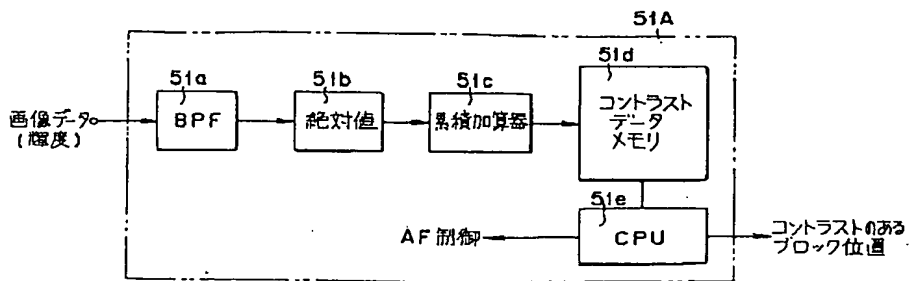 51A
51a
51b
51c
51d
画像データ
(輝度)
BPF
絶対値
累積加算器
コントラスト
データ
メモリ
51e
AF制御
CPU
コントラストのある
ブロック位置